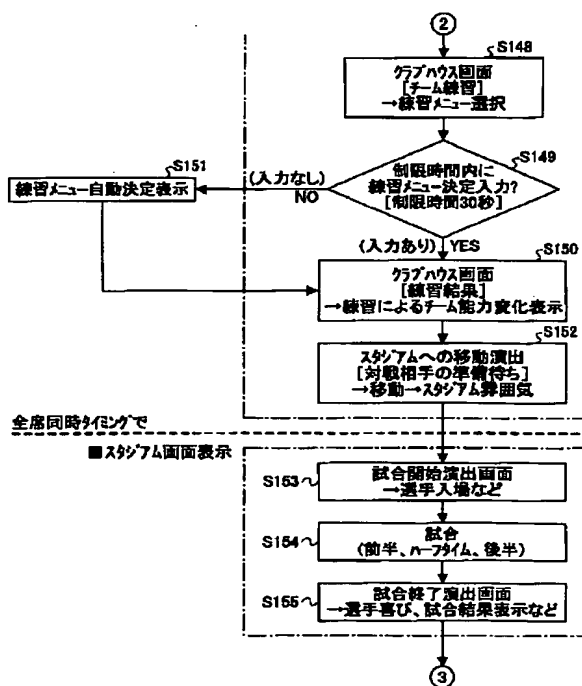 ②
S148
クラブハウス画面
[チーム練習]
→練習メニュー選択
S149
制限時間内に
練習メニュー決定入力?
[制限時間30秒]
(入力なし)
NO
S151
練習メニュー自動決定表示
(入力あり) YES
S150
クラブハウス画面
[練習結果]
→練習によるチーム能力変化表示
S152
スタジアムへの移動演出
[対戦相手の準備待ち]
→移動→スタジアム雰囲気
全席同時タイミングで
■スタジアム画面表示
S153
試合開始演出画面
→選手入場など
S154
試合
(前半、ハーフタイム、後半)
S155
試合終了演出画面
→選手喜び、試合結果表示など
③